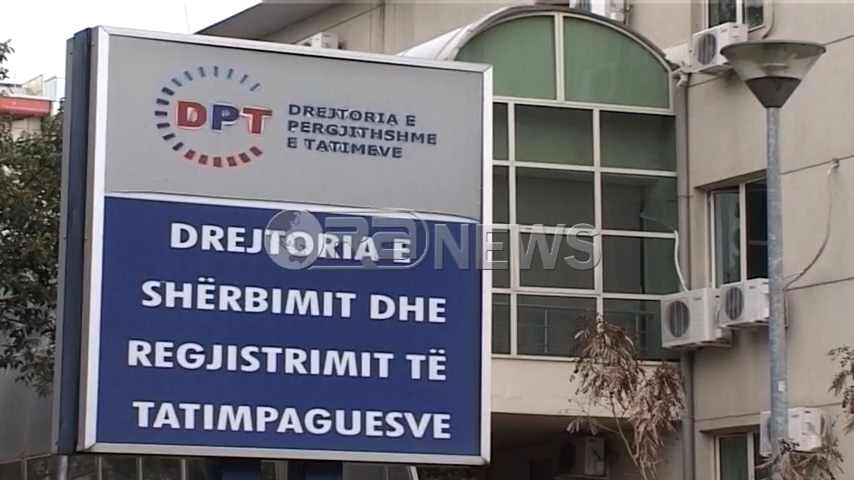 DPT
DREJTORIA E
PERGJITHSHME
E TATIMEVE
DREJTORIA E
SHËRBIMIT DHE
REGJISTRIMIT TË
TATIMPAGUESVE
NEWS